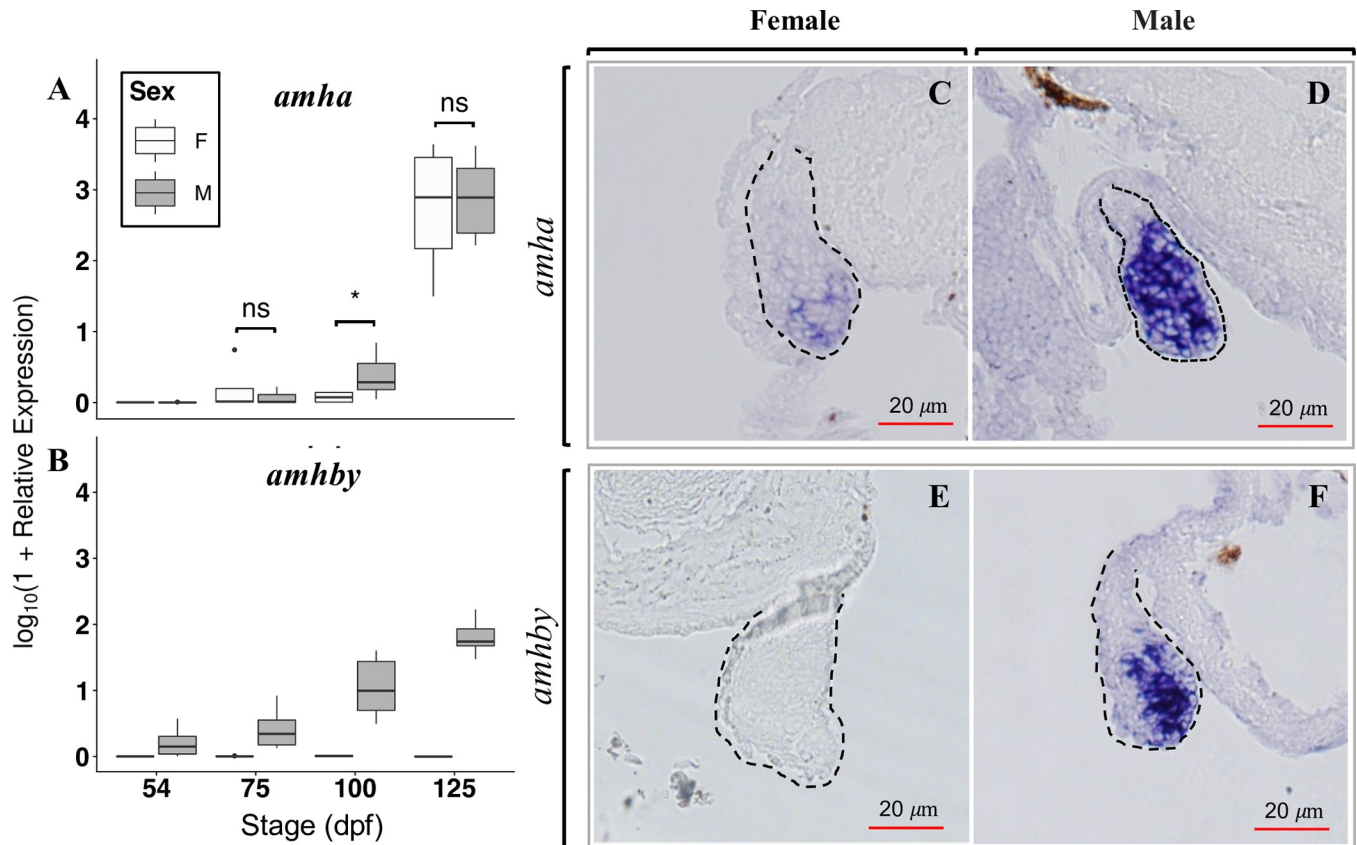 Female Male
A
Sex
F
M
amha
ns
ns
*
4
3
2
1
0
log10(1 + Relative Expression)
B
amhby
4
3
2
1
0
54 75 100 125
Stage (dpf)
amha
C
20 μm
D
20 μm
amhby
E
20 μm
F
20 μm